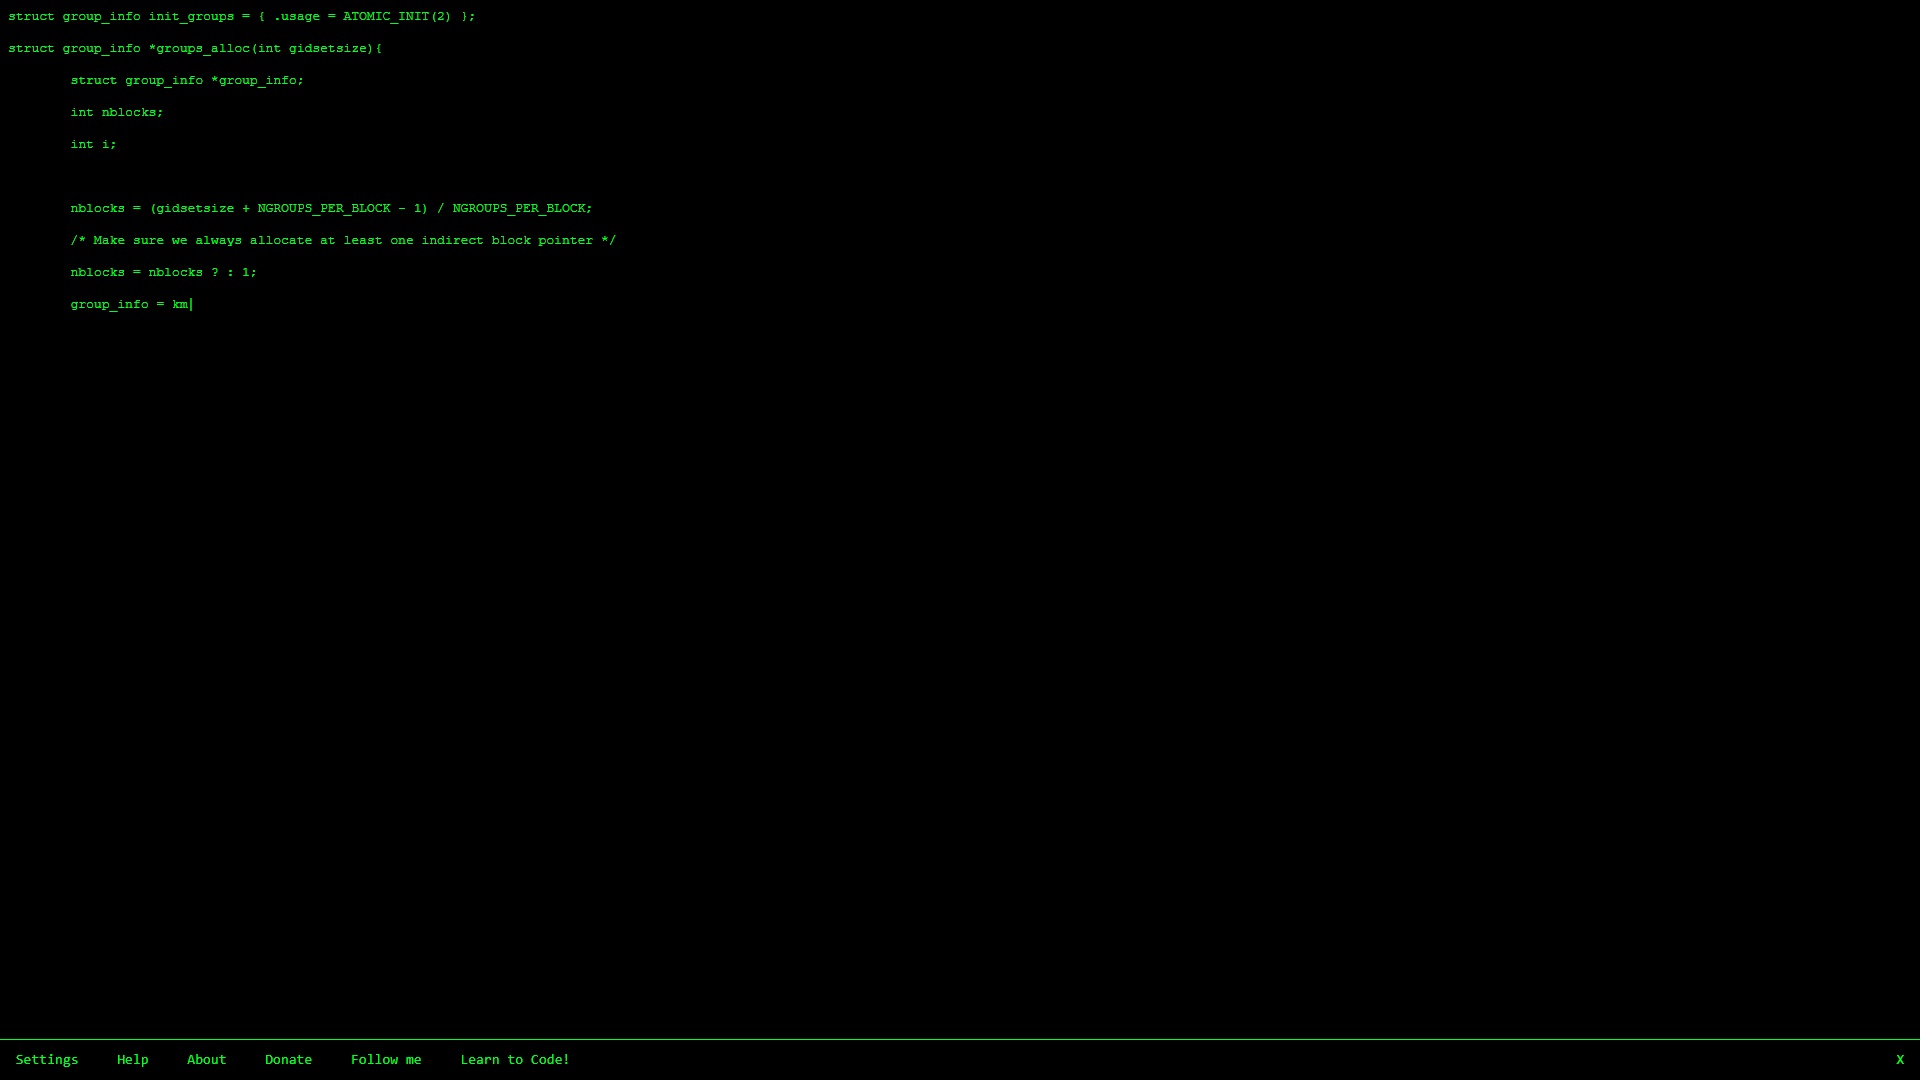 struct group_info init_groups = { .usage = ATOMIC_INIT(2) };
struct group_info *groups_alloc(int gidsetsize){
struct group_info *group_info;
int nblocks;
int i;
nblocks = (gidsetsize + NGROUPS_PER_BLOCK - 1) / NGROUPS_PER_BLOCK;
/* Make sure we always allocate at least one indirect block pointer */
nblocks = nblocks ? : 1;
group_info = km|
Settings Help About Donate Follow me Learn to Code! X